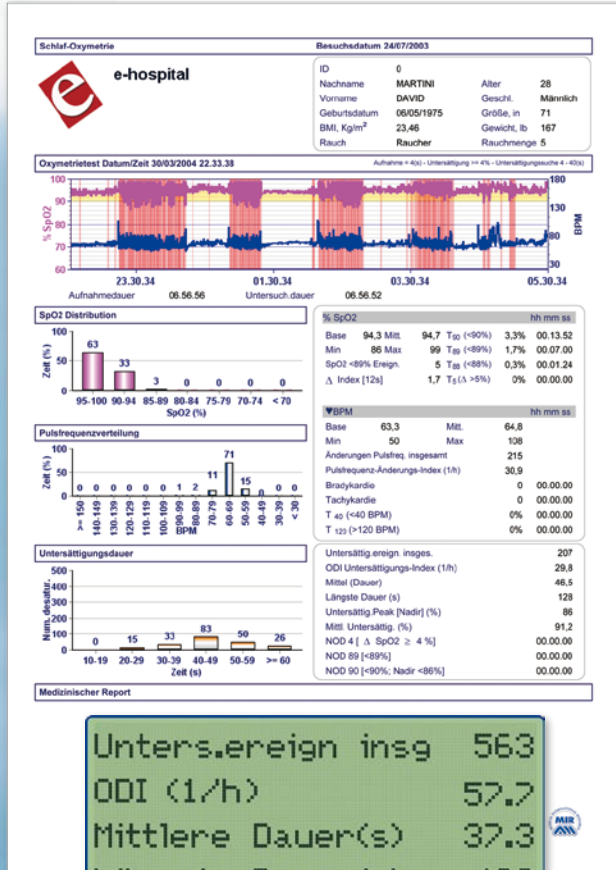 Schlaf-Oxymetrie Besuchsdatum 24/07/2003
e
e-hospital
ID 0
Nachname MARTINI Alter 28
Vorname DAVID Geschl. Männlich
Geburtsdatum 06/05/1975 Größe, in 71
BMI, Kg/m² 23,46 Gewicht, lb 167
Rauch Raucher Rauchmenge 5
Oxymetrietest Datum/Zeit 30/03/2004 22.33.38 Aufnahme = 4(s) - Untersättigung >= 4% - Untersättigungssuche 4 - 40(s)
100 180
90 130
80 80
70
60 30
% SpO2
BPM
23.30.34 01.30.34 03.30.34 05.30.34
Aufnahmedauer 06.56.56 Untersuch.dauer 06.56.52
SpO2 Distribution
Zeit (%)
100
50
0
63 33 3 0 0 0 0
95-100 90-94 85-89 80-84 75-79 70-74 < 70
SpO2 (%)
% SpO2 hh mm ss
Base 94,3 Mitt. 94,7 T90 (<90%) 3,3% 00.13.52
Min 86 Max 99 T89 (<89%) 1,7% 00.07.00
SpO2 <89% Ereign. 5 T88 (<88%) 0,3% 00.01.24
Δ Index [12s] 1,7 T5(Δ >5%) 0% 00.00.00
Pulsfrequenzverteilung
Zeit (%)
100
50
0
0 0 0 0 0 0 1 2 11 71 15 0 0 0
>= 150 140-149 130-139 120-129 110-119 100-109 90-99 80-89 70-79 60-69 50-59 40-49 30-39 < 30
BPM
♥BPM hh mm ss
Base 63,3 Mitt. 64,8
Min 50 Max 108
Änderungen Pulsfreq. insgesamt 215
Pulsfrequenz-Änderungs-Index (1/h) 30,9
Bradykardie 0 00.00.00
Tachykardie 0 00.00.00
T 40 (<40 BPM) 0% 00.00.00
T 120 (>120 BPM) 0% 00.00.00
Untersättigungsdauer
Num. desatur.
500
400
300
200
100
0
0 15 33 83 50 26
10-19 20-29 30-39 40-49 50-59 >= 60
Zeit (s)
Untersättig.ereign. insges. 207
ODI Untersättigungs-Index (1/h) 29,8
Mittel (Dauer) 46,5
Längste Dauer (s) 128
Untersättig.Peak [Nadir] (%) 86
Mittl. Untersättig. (%) 91,2
NOD 4 [ Δ SpO2 ≥ 4 %] 00.00.00
NOD 89 [<89%] 00.00.00
NOD 90 [<90%; Nadir <86%] 00.00.00
Medizinischer Report
Unters.ereign insg 563
ODI (1/h) 57.7
Mittlere Dauer(s) 37.3
MIR